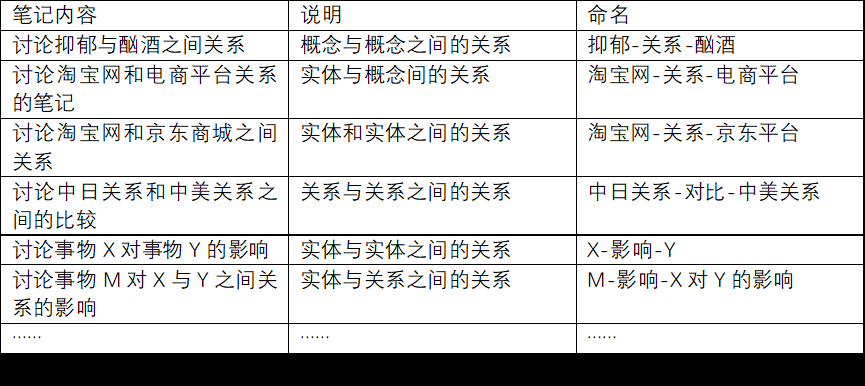 笔记内容 说明 命名
讨论抑郁与酗酒之间关系 概念与概念之间的关系 抑郁-关系-酗酒
讨论淘宝网和电商平台关系 实体与概念间的关系 淘宝网-关系-电商平台
的笔记
讨论淘宝网和京东商城之间 实体和实体之间的关系 淘宝网-关系-京东平台
关系
讨论中日关系和中美关系之 关系与关系之间的关系 中日关系-对比-中美关系
间的比较
讨论事物 X 对事物 Y 的影响 实体与实体之间的关系 X-影响-Y
讨论事物 M 对 X 与 Y 之间关 实体与关系之间的关系 M-影响-X 对 Y 的影响
系的影响
…… …… ……